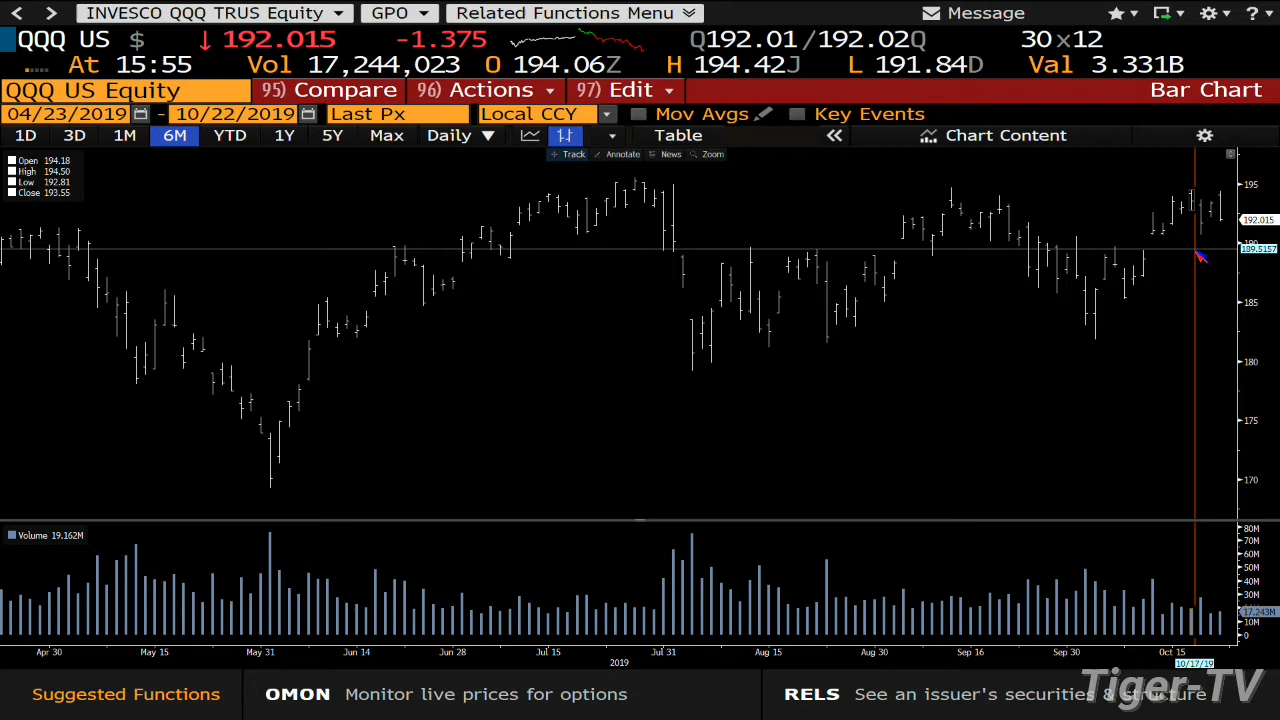 INVESCO QQQ TRUS Equity GPO Related Functions Menu Message ?
QQQ US $ ↓ 192.015 -1.375 Q192.01/192.02Q 30×12
At 15:55 Vol 17,244,023 O 194.06Z H 194.42J L 191.84D Val 3.331B
QQQ US Equity 95) Compare 96) Actions 97) Edit Bar Chart
04/23/2019 - 10/22/2019 Last Px Local CCY Mov Avgs Key Events
1D 3D 1M 6M YTD 1Y 5Y Max Daily ▼ Table Chart Content
Track Annotate News Zoom
Open 194.18
High 194.50
Low 192.81
Close 193.55
195
192.015
190
189.5157
185
180
175
170
Volume 19.162M
80M
70M
60M
50M
40M
30M
17.243M
10M
0
Apr 30 May 15 May 31 Jun 14 Jun 28 Jul 15 Jul 31 Aug 15 Aug 30 Sep 16 Sep 30 Oct 15
2019 10/17/19
Suggested Functions OMON Monitor live prices for options RELS See an issuer's securities & structure
Tiger-TV